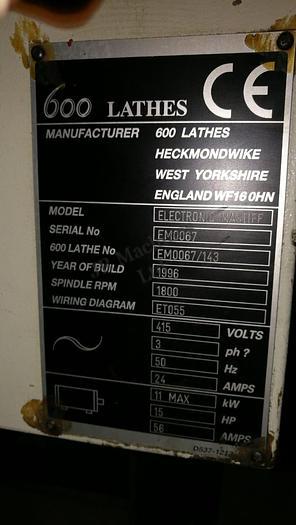 600 LATHES CE
MANUFACTURER 600 LATHES
HECKMONDWIKE
WEST YORKSHIRE
ENGLAND WF16 0HN
MODEL ELECTRONIC MASTIFF
SERIAL No EM0067
600 LATHE No EM0067/143
YEAR OF BUILD 1996
SPINDLE RPM 1800
WIRING DIAGRAM ET055
415 VOLTS
3 ph ?
50 Hz
24 AMPS
11 MAX kW
15 HP
56 AMPS